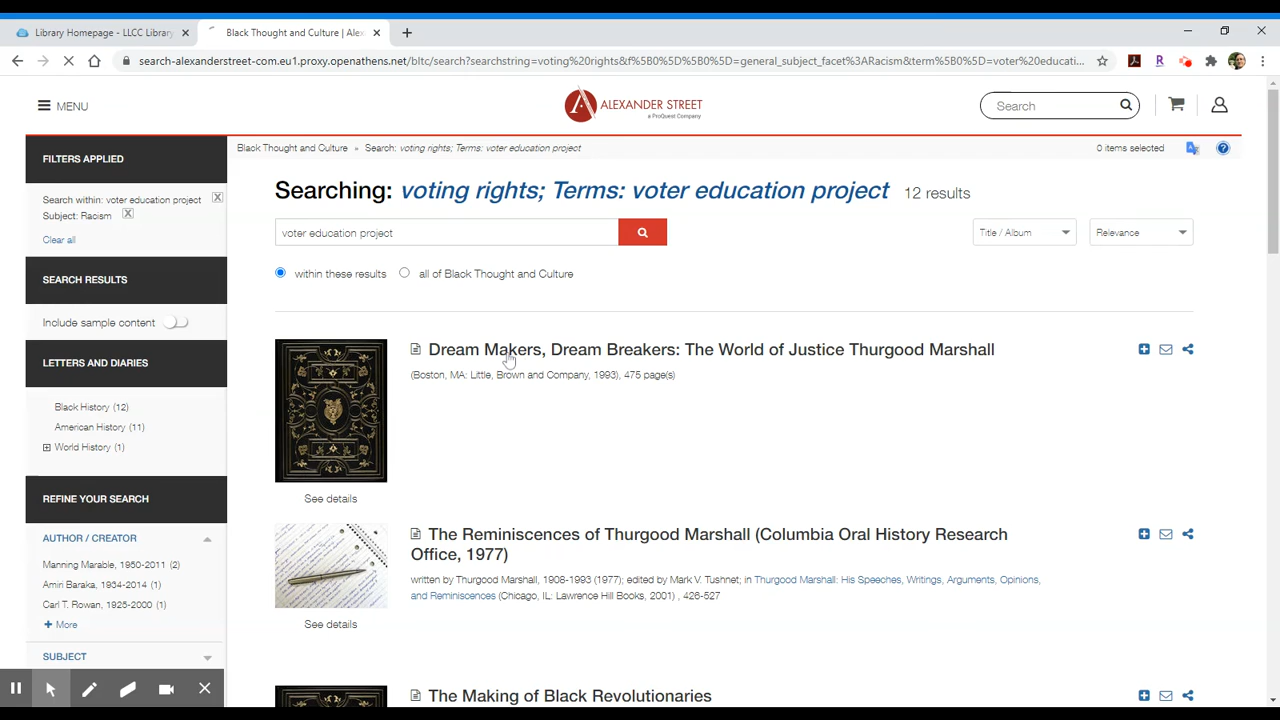 Library Homepage - LLCC Library
Black Thought and Culture | Alex
search-alexanderstreet-com.eu1.proxy.openathens.net/bltc/search?searchstring=voting%20rights&f%5B0%5D%5B0%5D=general_subject_facet%3ARacism&term%5B0%5D=voter%20educati...
MENU
ALEXANDER STREET
a ProQuest Company
Search
FILTERS APPLIED
Search within: voter education project X
Subject: Racism X
Clear all
SEARCH RESULTS
Include sample content
LETTERS AND DIARIES
Black History (12)
American History (11)
World History (1)
REFINE YOUR SEARCH
AUTHOR / CREATOR
Manning Marable, 1950-2011 (2)
Amiri Baraka, 1934-2014 (1)
Carl T. Rowan, 1925-2000 (1)
+ More
SUBJECT
Black Thought and Culture » Search: voting rights; Terms: voter education project
0 items selected
Searching: voting rights; Terms: voter education project 12 results
voter education project
Title / Album
Relevance
within these results
all of Black Thought and Culture
Dream Makers, Dream Breakers: The World of Justice Thurgood Marshall
(Boston, MA: Little, Brown and Company, 1993), 475 page(s)
See details
The Reminiscences of Thurgood Marshall (Columbia Oral History Research
Office, 1977)
written by Thurgood Marshall, 1908-1993 (1977); edited by Mark V. Tushnet; in Thurgood Marshall: His Speeches, Writings, Arguments, Opinions,
and Reminiscences (Chicago, IL: Lawrence Hill Books, 2001) , 426-527
See details
The Making of Black Revolutionaries